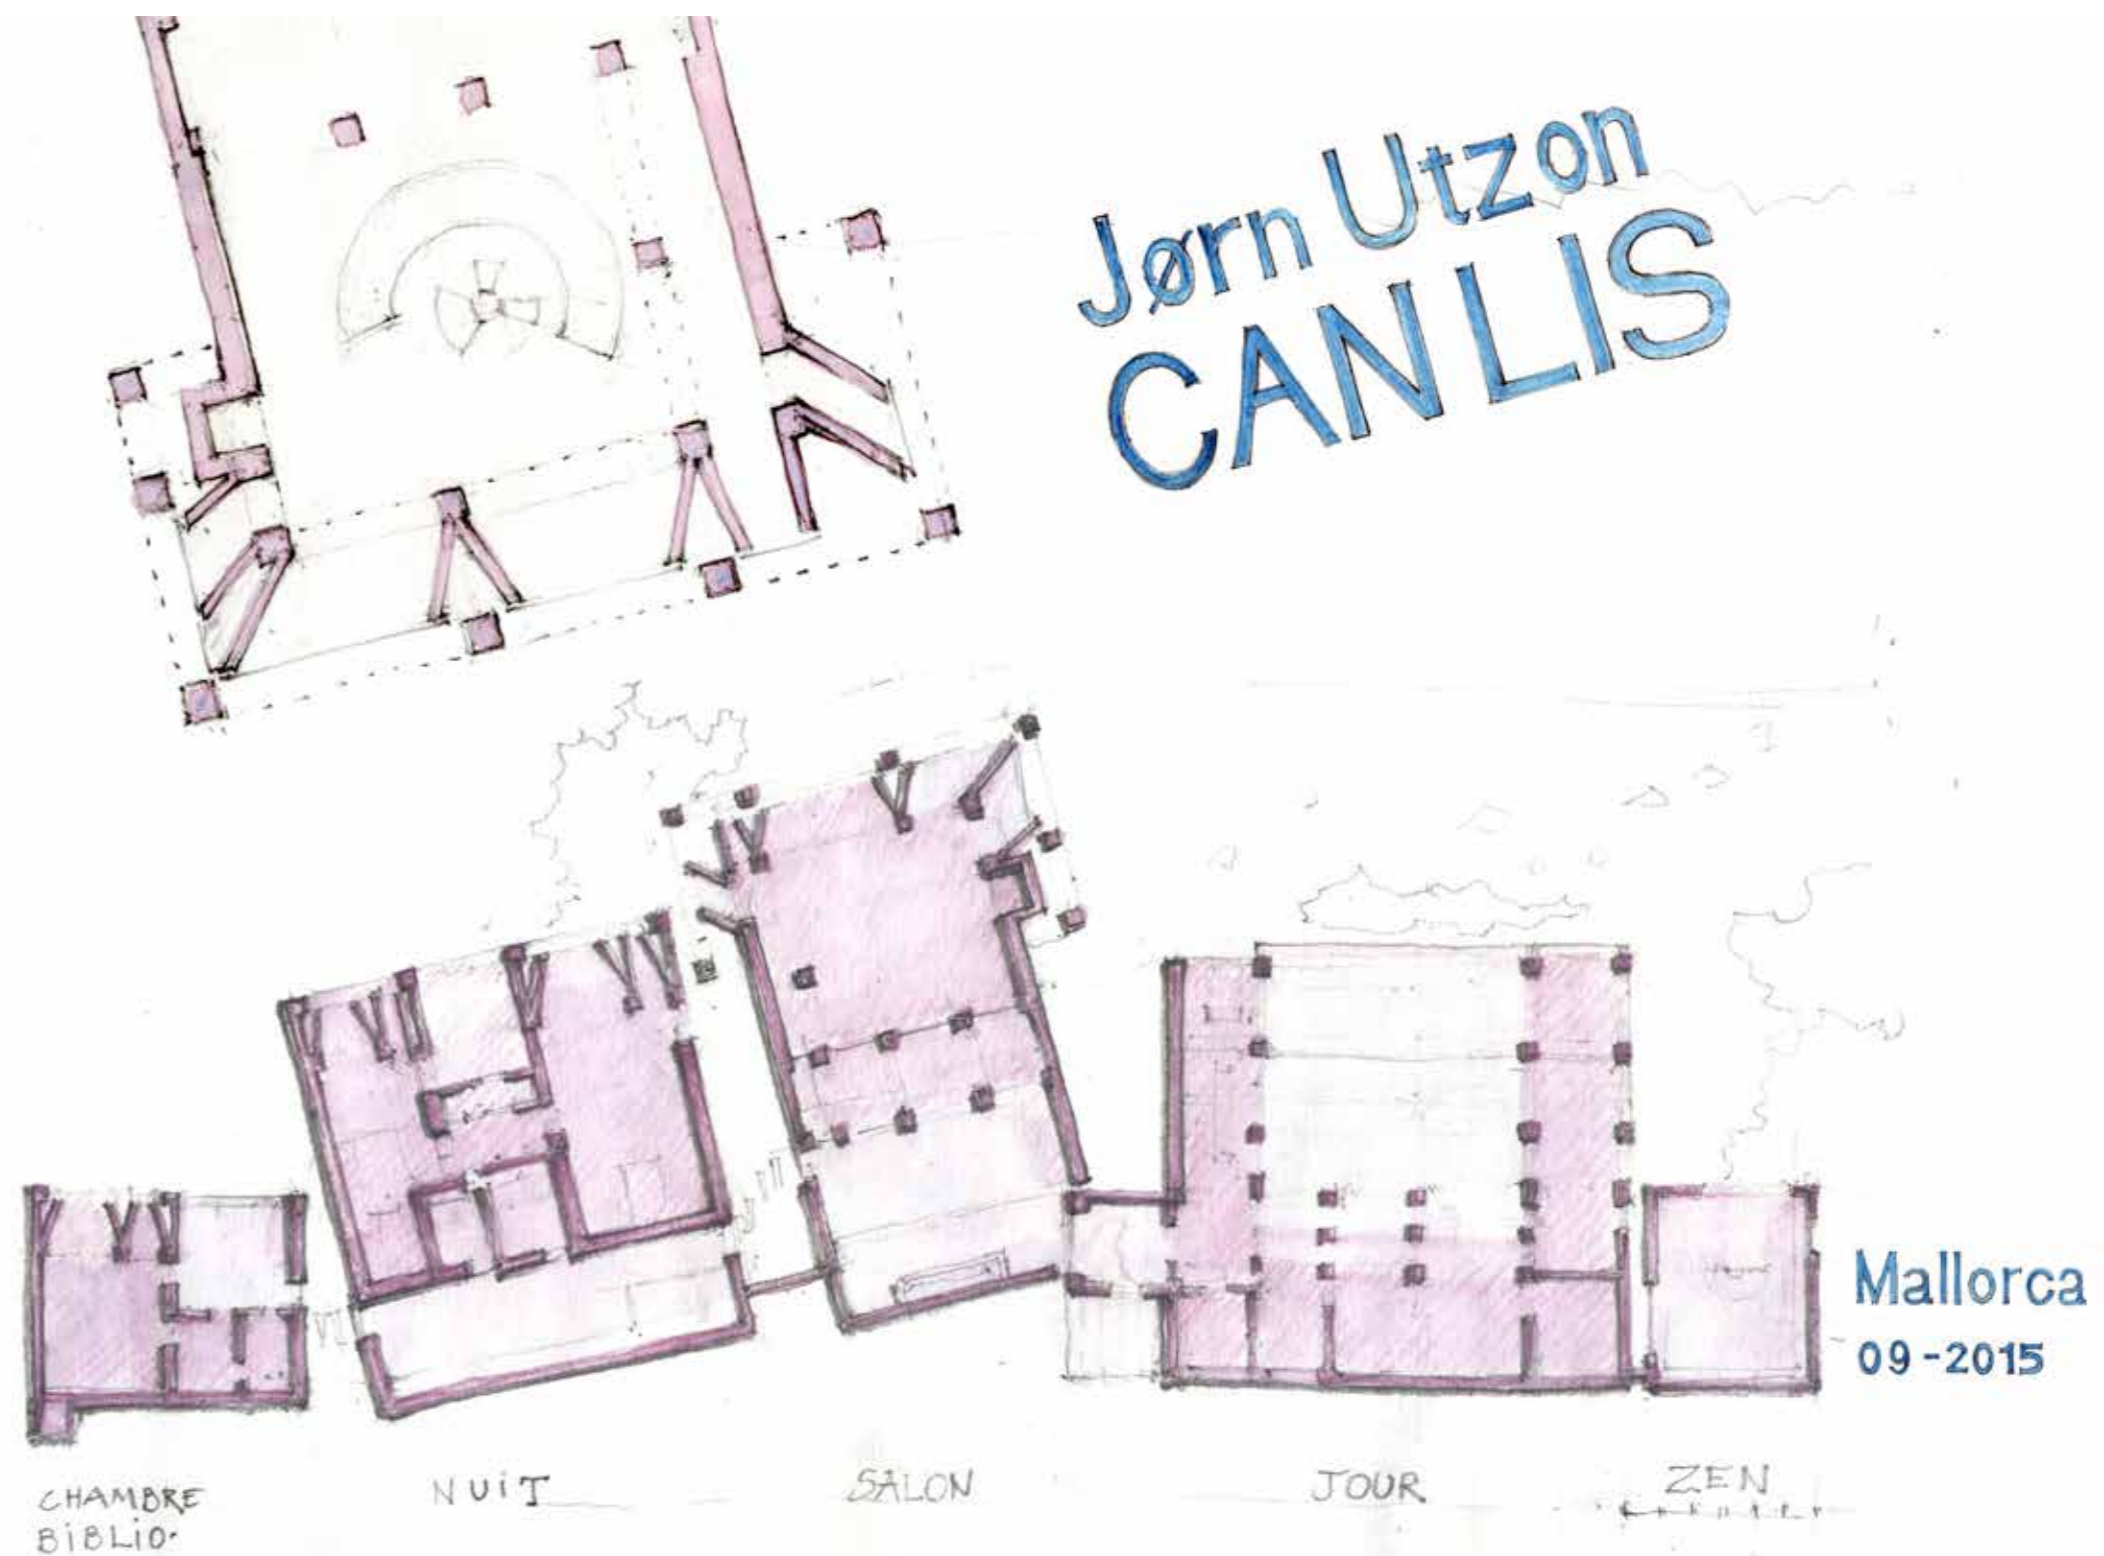 Jørn Utzon
CAN LIS
Mallorca
09-2015
CHAMBRE
BiBLiO.
NUiT
SALON
JOUR
ZEN